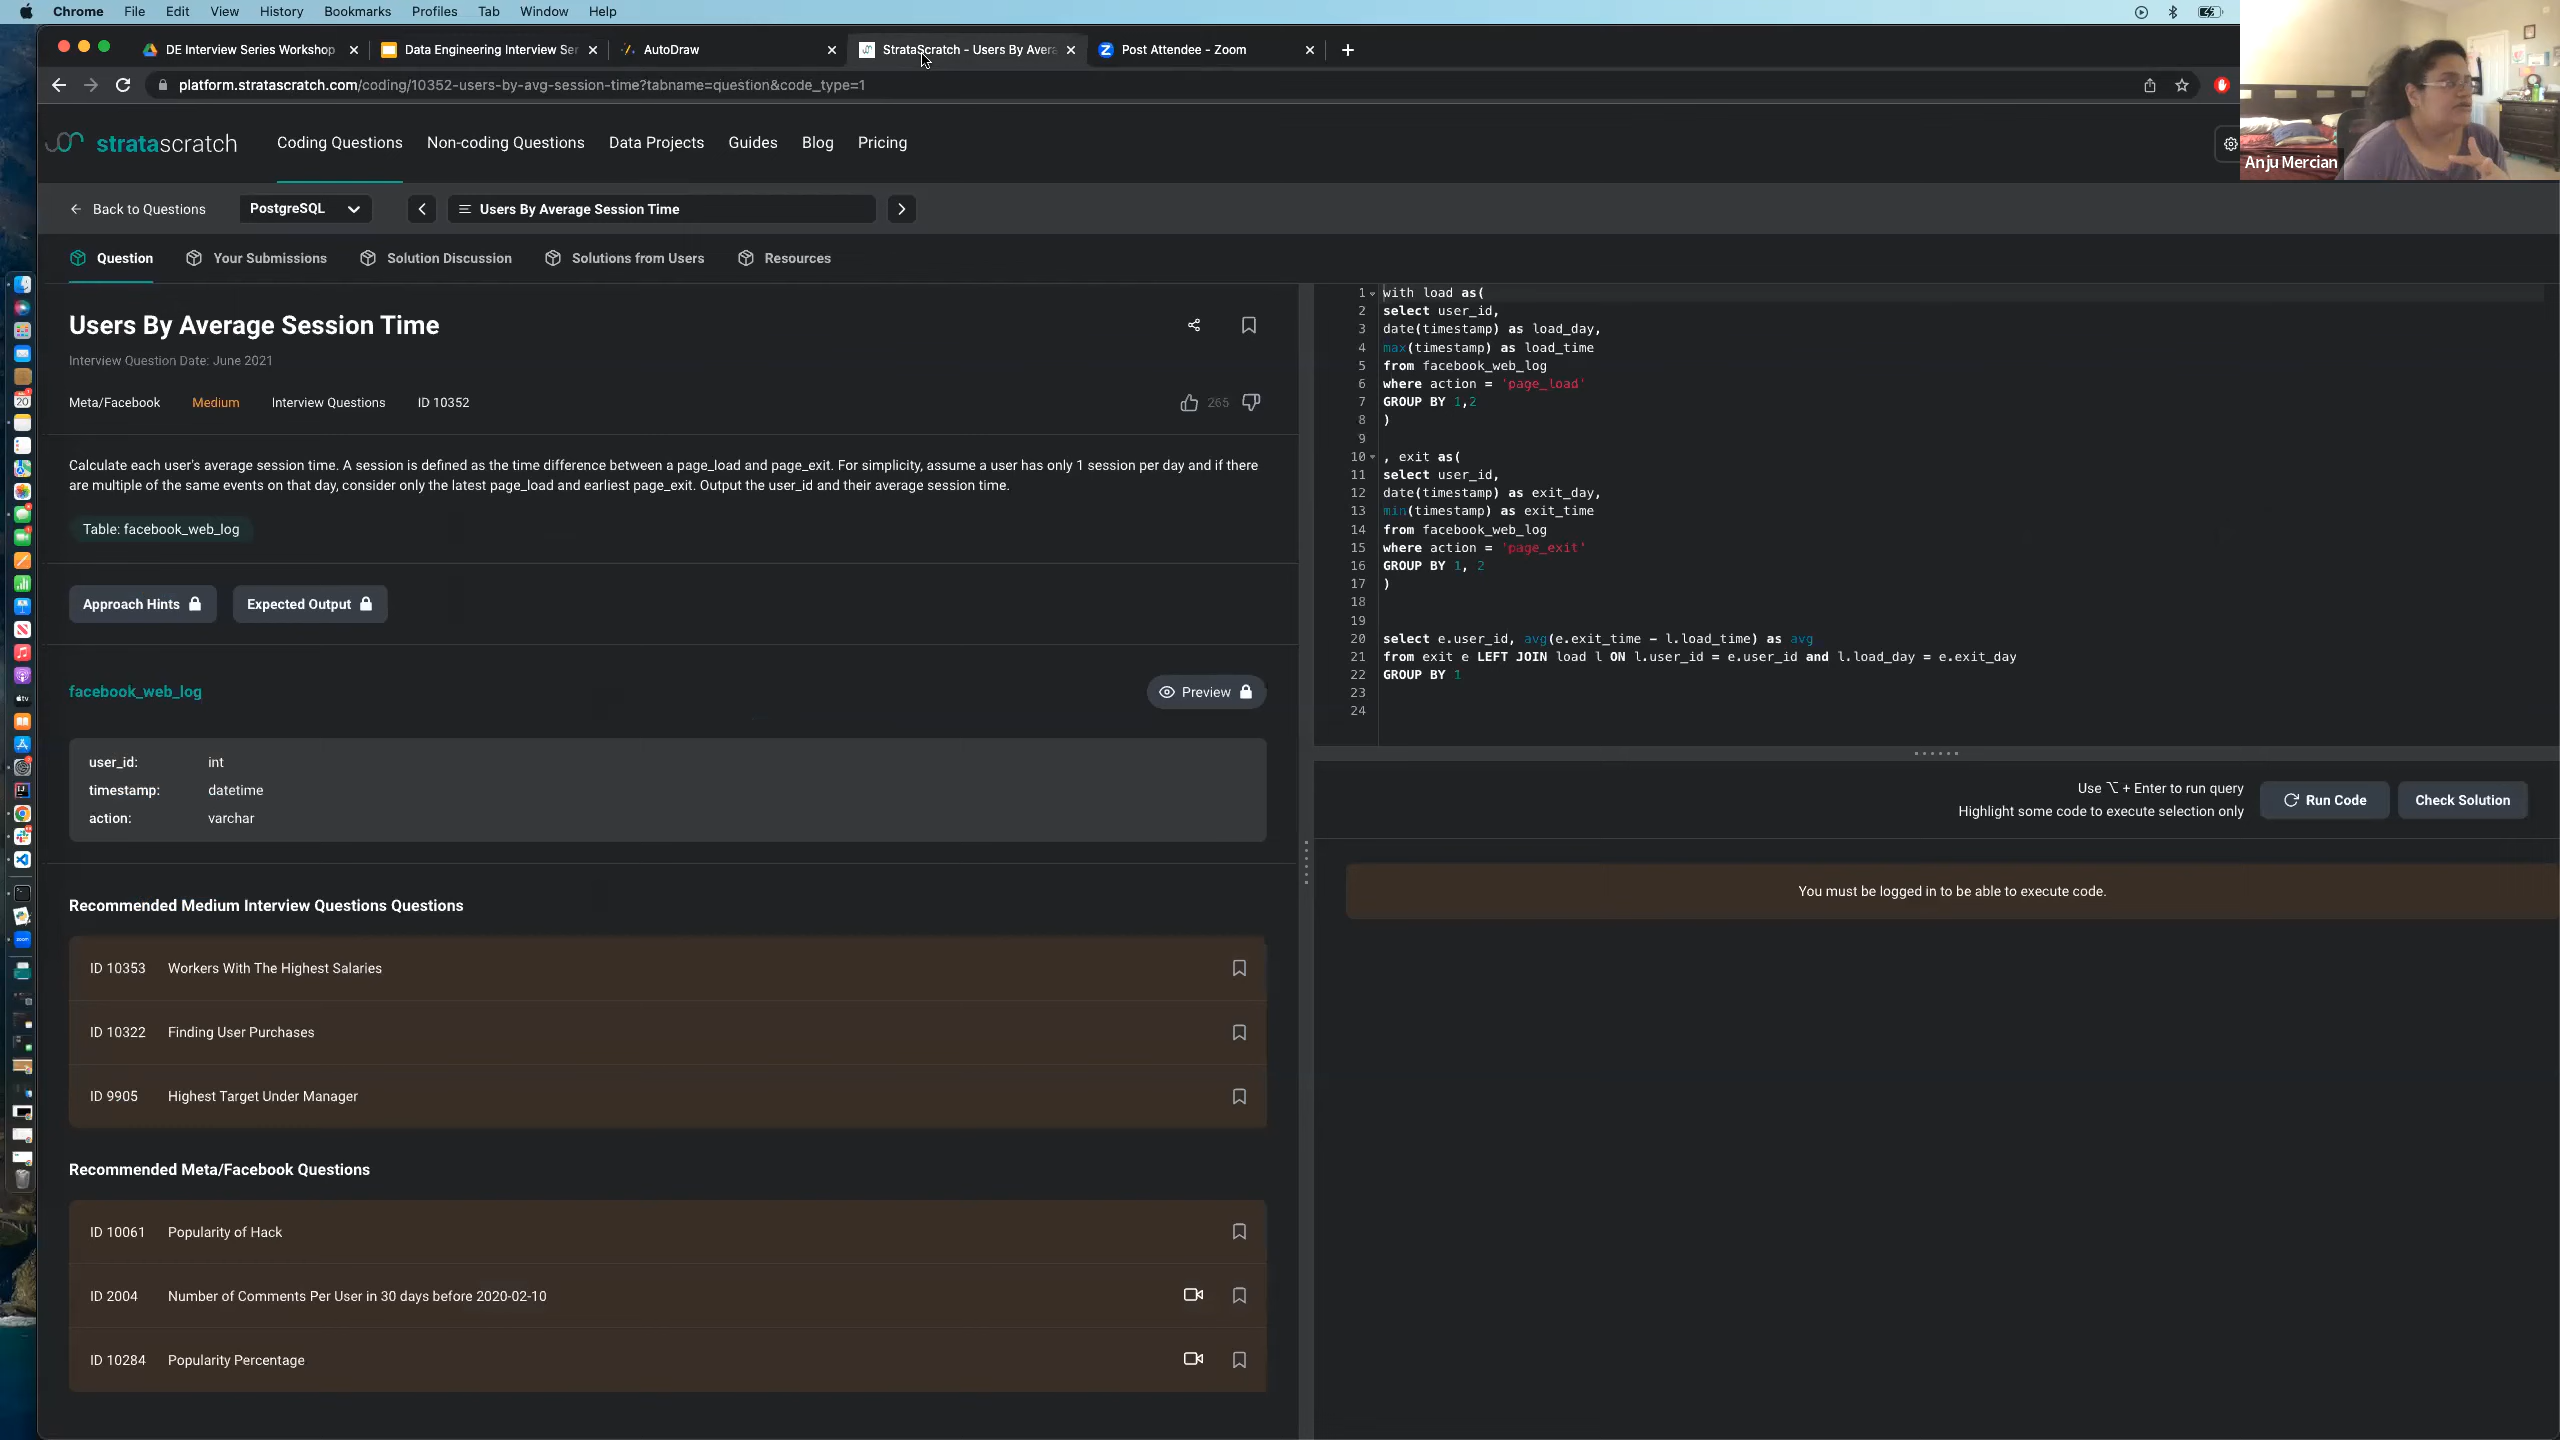 Chrome File Edit View History Bookmarks Profiles Tab Window Help
DE Interview Series Workshop
Data Engineering Interview Ser
AutoDraw
StrataScratch - Users By Avera
Post Attendee - Zoom
platform.stratascratch.com/coding/10352-users-by-avg-session-time?tabname=question&code_type=1
Anju Mercian
stratascratch
Coding Questions Non-coding Questions Data Projects Guides Blog Pricing
Back to Questions
PostgreSQL
Users By Average Session Time
Question Your Submissions Solution Discussion Solutions from Users Resources
Users By Average Session Time
Interview Question Date: June 2021
Meta/Facebook Medium Interview Questions ID 10352 265
Calculate each user's average session time. A session is defined as the time difference between a page_load and page_exit. For simplicity, assume a user has only 1 session per day and if there
are multiple of the same events on that day, consider only the latest page_load and earliest page_exit. Output the user_id and their average session time.
Table: facebook_web_log
Approach Hints Expected Output
facebook_web_log
Preview
user_id: int
timestamp: datetime
action: varchar
Recommended Medium Interview Questions Questions
ID 10353 Workers With The Highest Salaries
ID 10322 Finding User Purchases
ID 9905 Highest Target Under Manager
Recommended Meta/Facebook Questions
ID 10061 Popularity of Hack
ID 2004 Number of Comments Per User in 30 days before 2020-02-10
ID 10284 Popularity Percentage
1 with load as(
2 select user_id,
3 date(timestamp) as load_day,
4 max(timestamp) as load_time
5 from facebook_web_log
6 where action = 'page_load'
7 GROUP BY 1,2
8 )
9
10 , exit as(
11 select user_id,
12 date(timestamp) as exit_day,
13 min(timestamp) as exit_time
14 from facebook_web_log
15 where action = 'page_exit'
16 GROUP BY 1, 2
17 )
18
19
20 select e.user_id, avg(e.exit_time - l.load_time) as avg
21 from exit e LEFT JOIN load l ON l.user_id = e.user_id and l.load_day = e.exit_day
22 GROUP BY 1
23
24
Use ⌥ + Enter to run query
Highlight some code to execute selection only
Run Code
Check Solution
You must be logged in to be able to execute code.